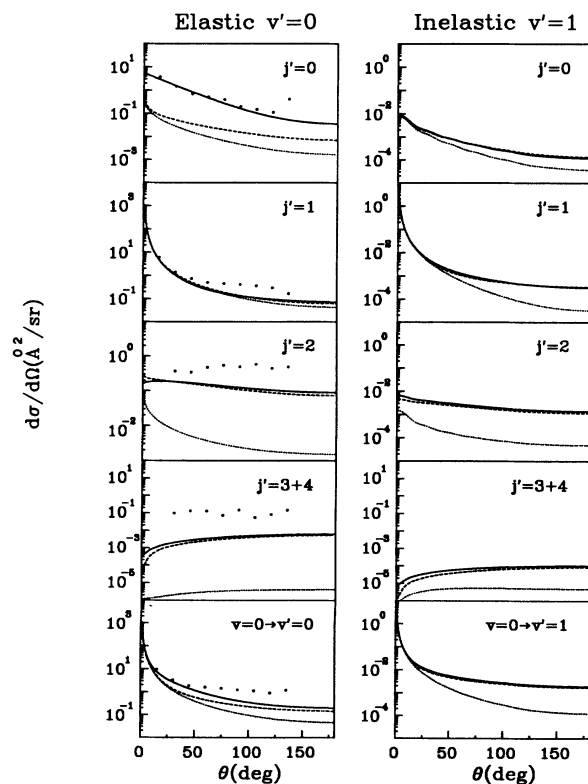 Elastic v'=0
Inelastic v'=1
dσ/dΩ(Å²/sr)
j'=0
10¹
10⁻¹
10⁻³
j'=0
10⁰
10⁻²
10⁻⁴
j'=1
10³
10¹
10⁻¹
j'=1
10⁰
10⁻²
10⁻⁴
j'=2
10⁰
10⁻²
j'=2
10⁰
10⁻²
10⁻⁴
j'=3+4
10¹
10⁻¹
10⁻³
10⁻⁵
j'=3+4
10¹
10⁻¹
10⁻³
10⁻⁵
v=0→v'=0
10³
10¹
10⁻¹
v=0→v'=1
10⁰
10⁻²
10⁻⁴
0 50 100 150
0 50 100 150
θ(deg)
θ(deg)